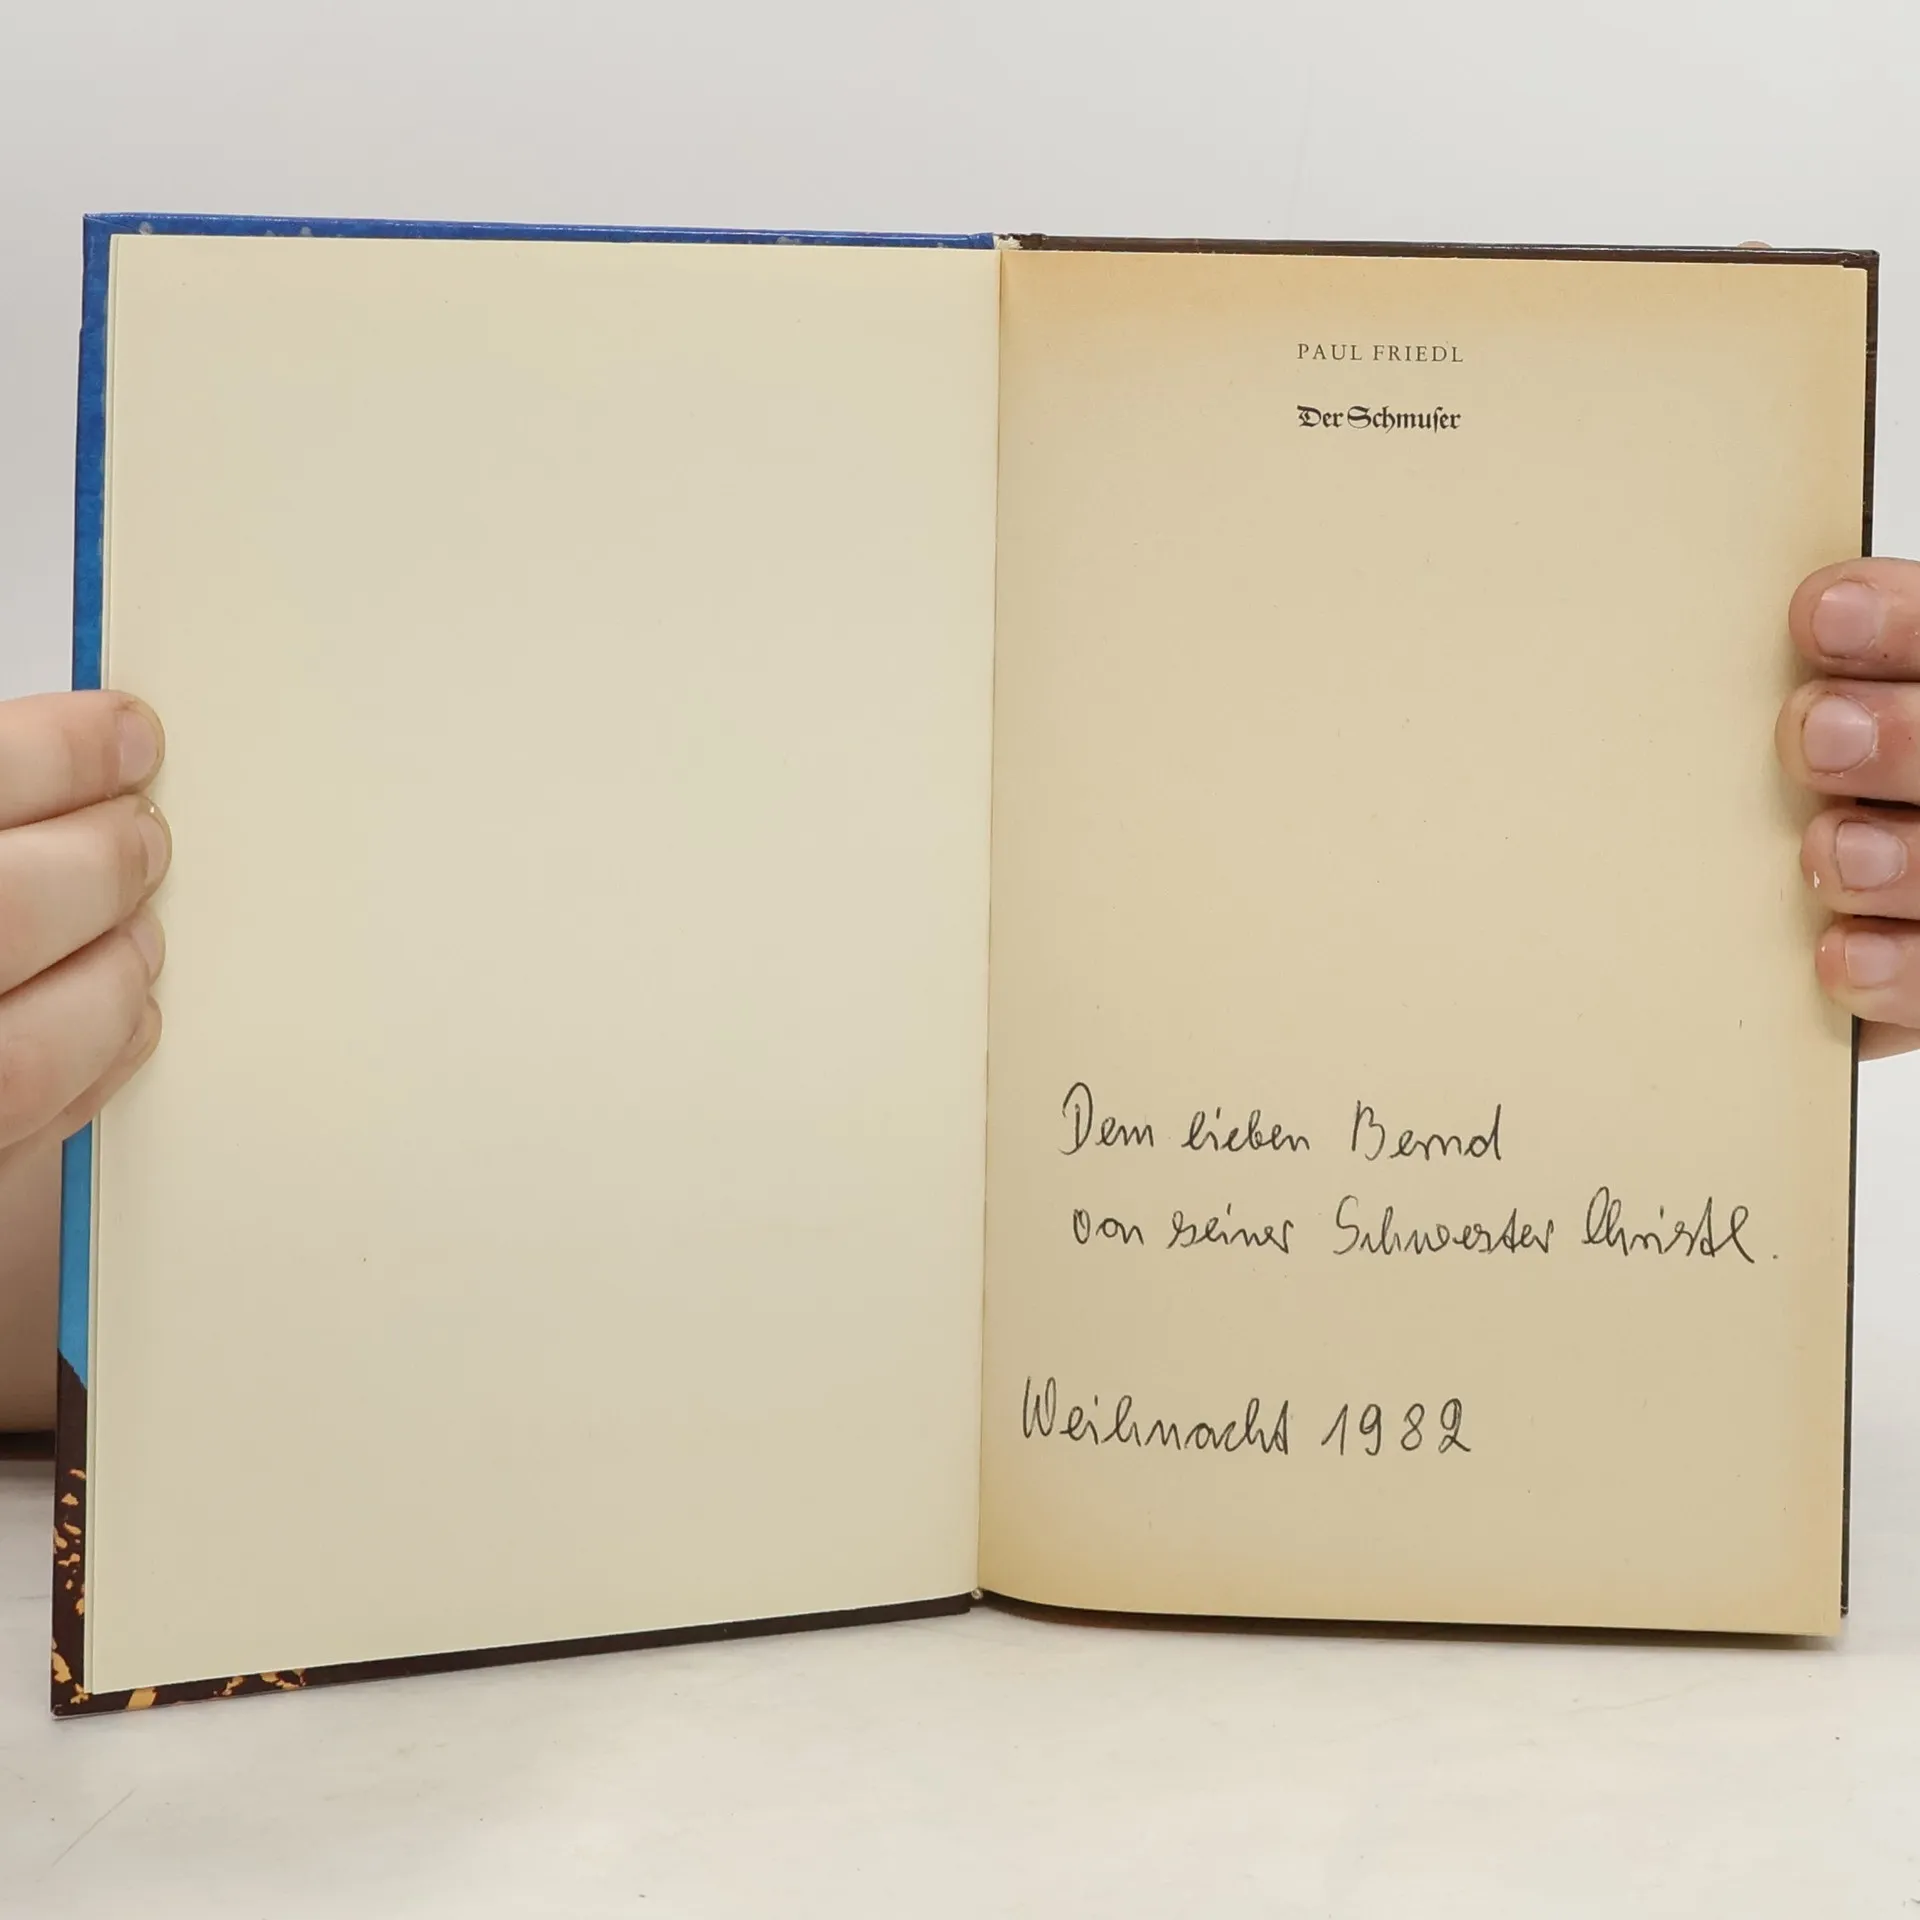 PAUL FRIEDL
Der Schmuſer
Dem lieben Bernd
von seiner Schwester Christl.
Weihnacht 1982